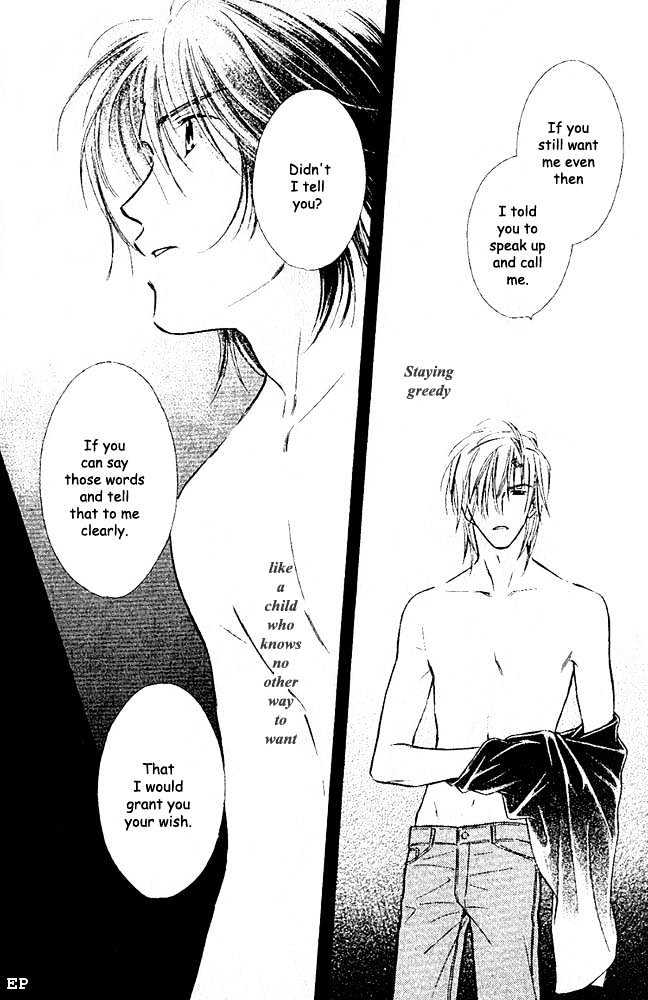 If you
still want
me even
then
I told
you to
speak up
and call
me.
Staying
greedy
Didn't
I tell
you?
If you
can say
those words
and tell
that to me
clearly.
like
a
child
who
knows
no
other
way
to
want
That
I would
grant you
your wish.
EP